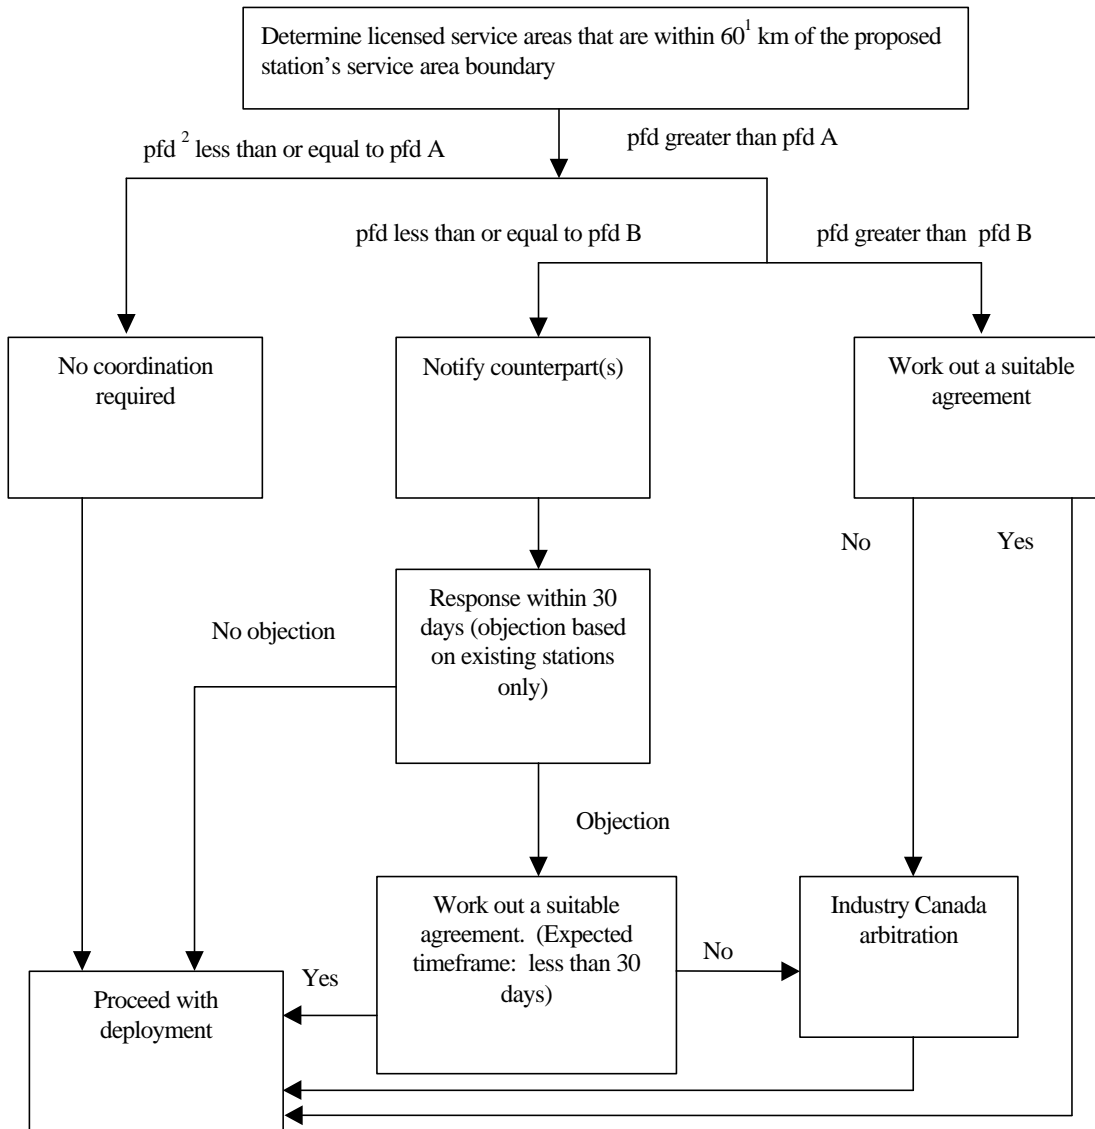 Determine licensed service areas that are within 60¹ km of the proposed
station's service area boundary
pfd ² less than or equal to pfd A
pfd greater than pfd A
pfd less than or equal to pfd B
pfd greater than pfd B
No coordination
required
Notify counterpart(s)
Work out a suitable
agreement
No
Yes
Response within 30
days (objection based
on existing stations
only)
No objection
Objection
Work out a suitable
agreement. (Expected
timeframe: less than 30
days)
Industry Canada
arbitration
No
Yes
Proceed with
deployment